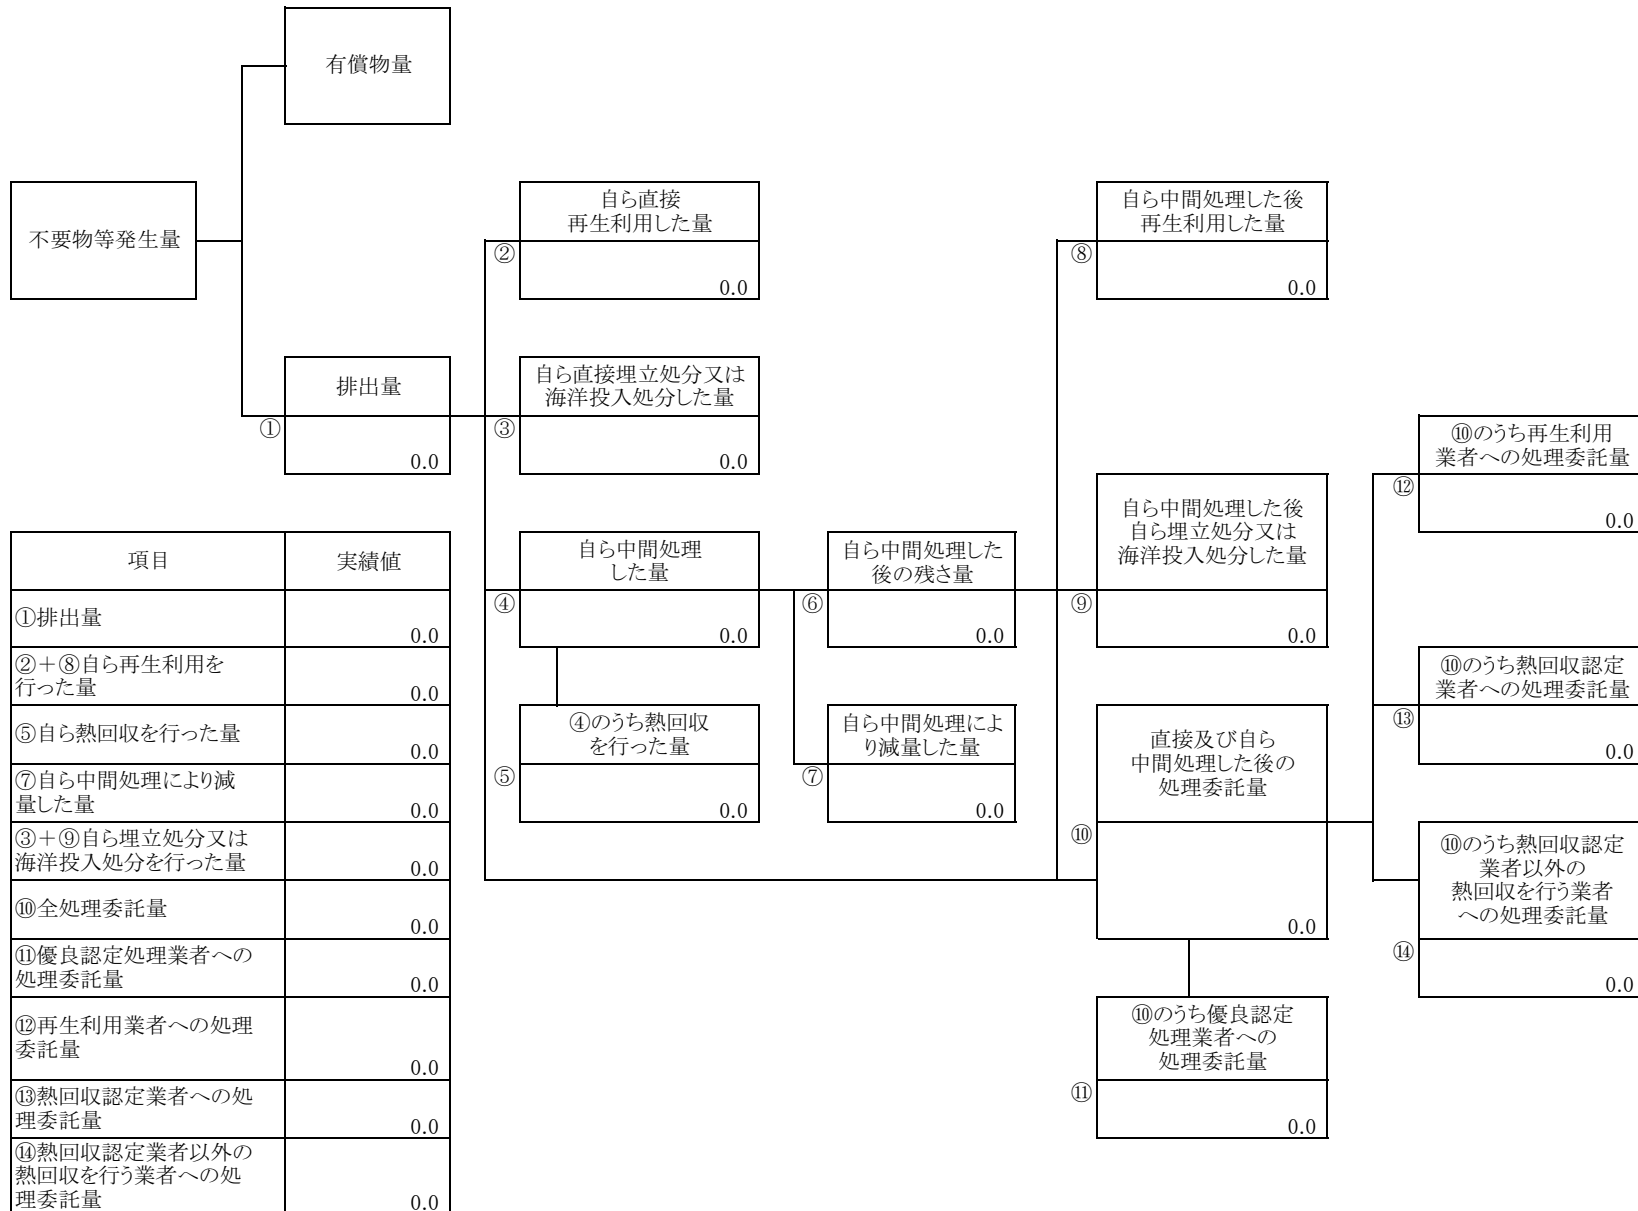 有償物量
不要物等発生量
自ら直接
再生利用した量
②
0.0
自ら中間処理した後
再生利用した量
⑧
0.0
排出量
①
0.0
自ら直接埋立処分又は
海洋投入処分した量
③
0.0
⑩のうち再生利用
業者への処理委託量
⑫
0.0
自ら中間処理した後
自ら埋立処分又は
海洋投入処分した量
⑨
0.0
自ら中間処理
した量
④
0.0
自ら中間処理した
後の残さ量
⑥
0.0
④のうち熱回収
を行った量
⑤
0.0
自ら中間処理によ
り減量した量
⑦
0.0
直接及び自ら
中間処理した後の
処理委託量
⑩
0.0
⑩のうち熱回収認定
業者への処理委託量
⑬
0.0
⑩のうち熱回収認定
業者以外の
熱回収を行う業者
への処理委託量
⑭
0.0
⑩のうち優良認定
処理業者への
処理委託量
⑪
0.0
項目 実績値
①排出量
0.0
②+⑧自ら再生利用を
行った量
0.0
⑤自ら熱回収を行った量
0.0
⑦自ら中間処理により減
量した量
0.0
③+⑨自ら埋立処分又は
海洋投入処分を行った量
0.0
⑩全処理委託量
0.0
⑪優良認定処理業者への
処理委託量
0.0
⑫再生利用業者への処理
委託量
0.0
⑬熱回収認定業者への処
理委託量
0.0
⑭熱回収認定業者以外の
熱回収を行う業者への処
理委託量
0.0